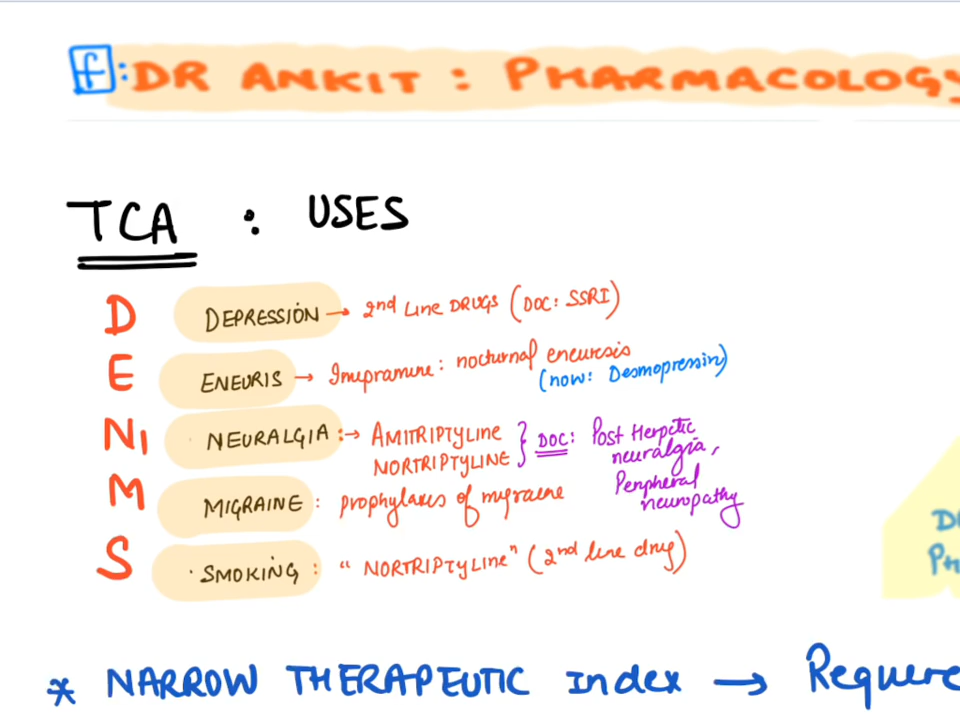 f : DR ANKIT : PHARMACOLOGY
TCA : USES
D DEPRESSION → 2nd LINE DRUGS (DOC: SSRI)
E ENEURIS → Imipramine: nocturnal eneuresis
(now: Desmopressin)
N1 NEURALGIA :→ AMITRIPTYLINE
NORTRIPTYLINE } DOC: Post Herpetic
neuralgia,
Peripheral
neuropathy
M MIGRAINE : prophylaxis of migraine
S SMOKING : "NORTRIPTYLINE" (2nd line drug)
* NARROW THERAPEUTIC Index → Require